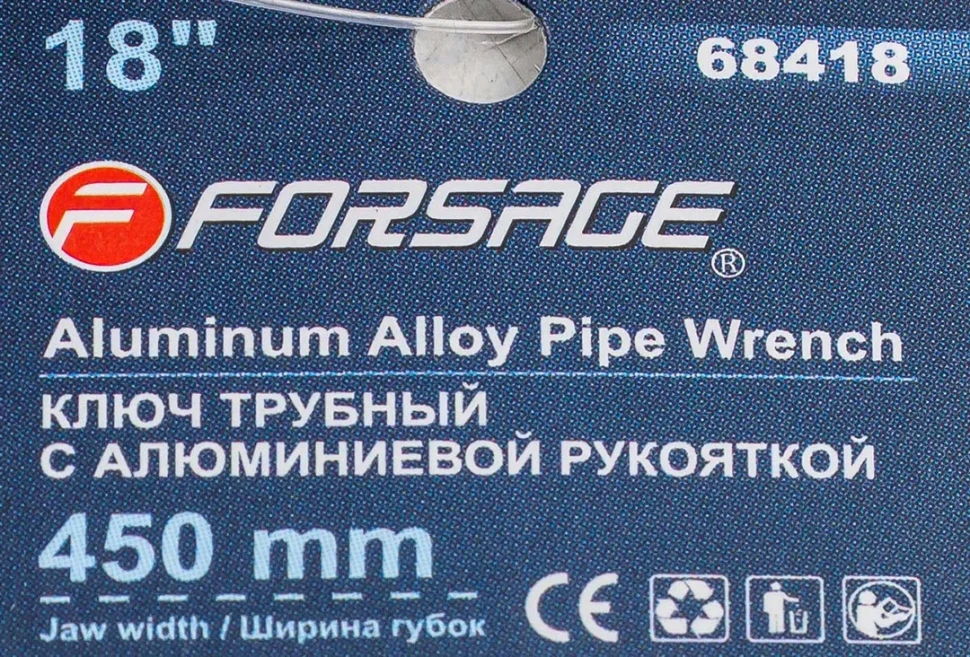 18"
68418
F FORSAGE®
Aluminum Alloy Pipe Wrench
КЛЮЧ ТРУБНЫЙ
С АЛЮМИНИЕВОЙ РУКОЯТКОЙ
450 mm
Jaw width / Ширина губок
CE